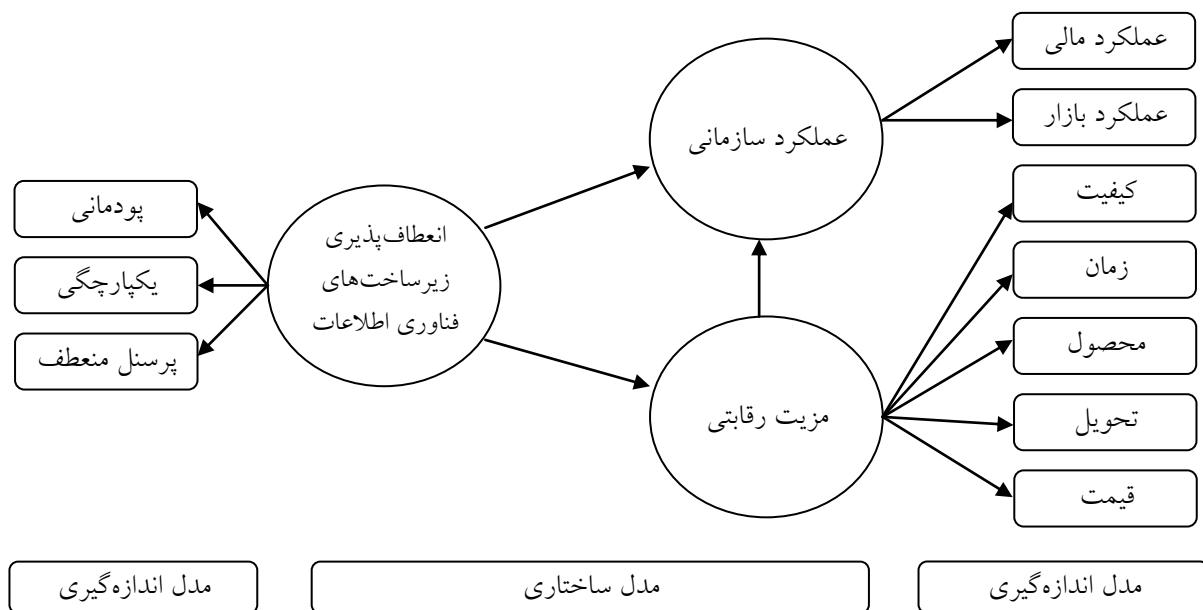 عملکرد مالی
عملکرد بازار
عملکرد سازمانی
کیفیت
زمان
محصول
تحویل
قیمت
مزیت رقابتی
انعطاف‌پذیری
زیرساخت‌های
فناوری اطلاعات
پودمانی
یکپارچگی
پرسنل منعطف
مدل اندازه‌گیری
مدل ساختاری
مدل اندازه‌گیری